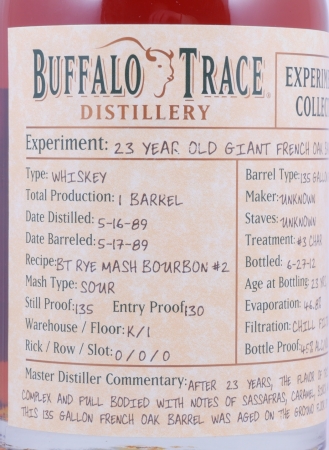 BUFFALO TRACE
DISTILLERY
Experiment: 23 YEAR OLD GIANT FRENCH OAK
Type: WHISKEY
Total Production: 1 BARREL
Date Distilled: 5-16-89
Date Barreled: 5-17-89
Recipe: BT RYE MASH BOURBON #2
Mash Type: SOUR
Still Proof: 135 Entry Proof: 130
Warehouse / Floor: K/1
Rick / Row / Slot: 0/0/0
Barrel Type: 135 GALLON
Maker: UNKNOWN
Staves: UNKNOWN
Treatment: #3 CHAR
Bottled: 6-27-12
Age at Bottling: 23
Evaporation:
Filtration: CHILL
Bottle Proof: 45%
Master Distiller Commentary: AFTER 23 YEARS, THE FLAVOR OF
COMPLEX AND FULL BODIED WITH NOTES OF SASSAFRAS, CARAMEL,
THIS 135 GALLON FRENCH OAK BARREL WAS AGED ON THE GROUND